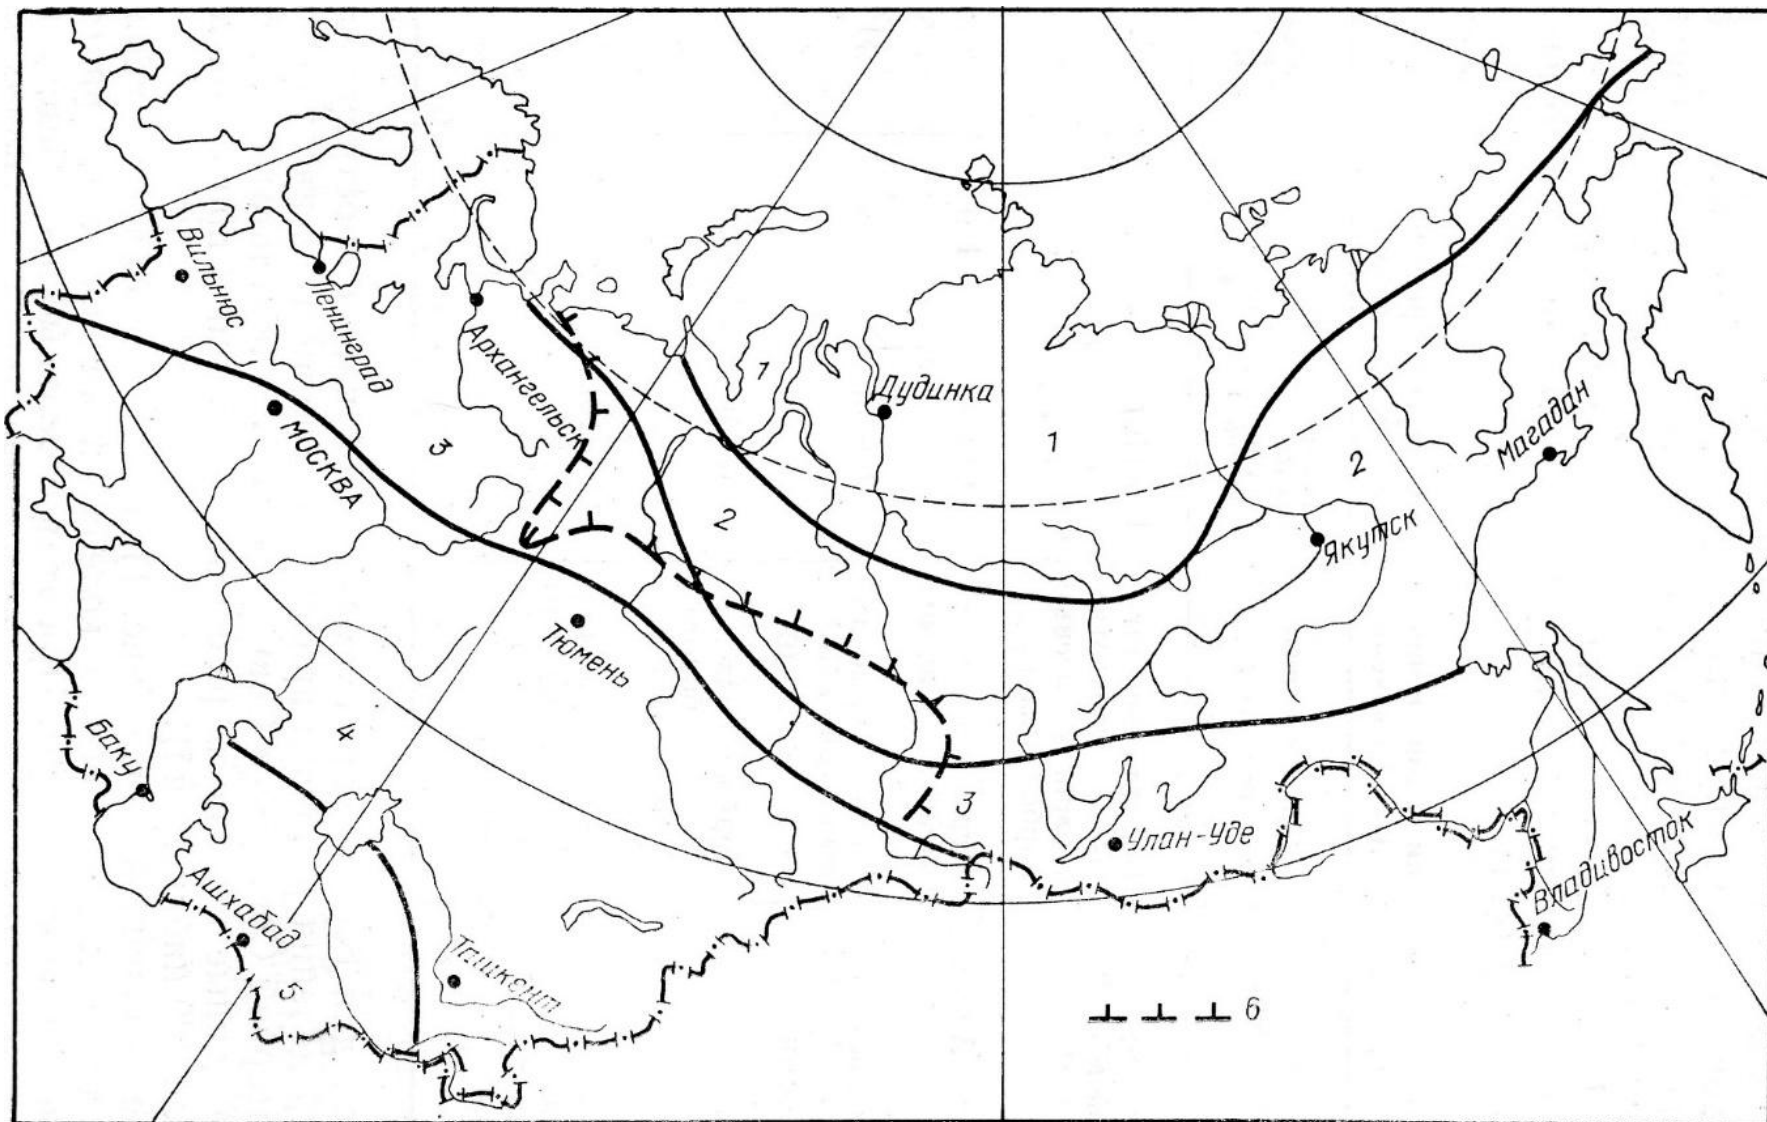 Вильнюс
Ленинград
Архангельск
МОСКВА
3
1
Дудинка
1
2
Магадан
2
Якутск
Тюмень
4
Баку
3
Улан-Уде
Владивосток
Ашхабад
Ташкент
5
6